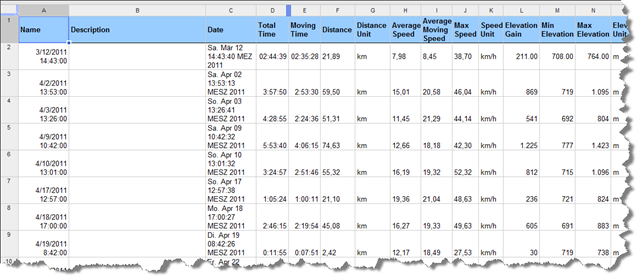 A B C D E F G H I J K L M N
1 Name Description Date Total Time Moving Time Distance Distance Unit Average Speed Average Moving Speed Max Speed Speed Unit Elevation Gain Min Elevation Max Elevation Elev Unit
2 3/12/2011 14:43:00 Sa. Mär 12 14:43:40 MEZ 2011 02:44:39 02:35:28 21,89 km 7,98 8,45 38,70 km/h 211.00 708.00 764.00 m
3 4/2/2011 13:53:00 Sa. Apr 02 13:53:13 MESZ 2011 3:57:50 2:53:30 59,50 km 15,01 20,58 46,04 km/h 869 719 1.095 m
4 4/3/2011 13:26:00 So. Apr 03 13:26:41 MESZ 2011 4:28:55 2:24:36 51,31 km 11,45 21,29 44,14 km/h 541 692 804 m
5 4/9/2011 10:42:00 Sa. Apr 09 10:42:32 MESZ 2011 5:53:40 4:06:15 74,63 km 12,66 18,18 42,30 km/h 1.225 777 1.423 m
6 4/10/2011 13:01:00 So. Apr 10 13:01:32 MESZ 2011 3:24:57 2:51:46 55,32 km 16,19 19,32 52,32 km/h 812 715 1.095 m
7 4/17/2011 12:57:00 So. Apr 17 12:57:38 MESZ 2011 1:05:24 1:00:11 21,10 km 19,36 21,04 48,63 km/h 236 721 824 m
8 4/18/2011 17:00:00 Mo. Apr 18 17:00:27 MESZ 2011 2:46:15 2:19:54 45,08 km 16,27 19,33 49,63 km/h 605 691 883 m
9 4/19/2011 8:42:00 Di. Apr 19 08:42:26 MESZ 2011 0:11:55 0:07:51 2,42 km 12,17 18,49 27,53 km/h 30 719 738 m
10 Fr. Apr 22